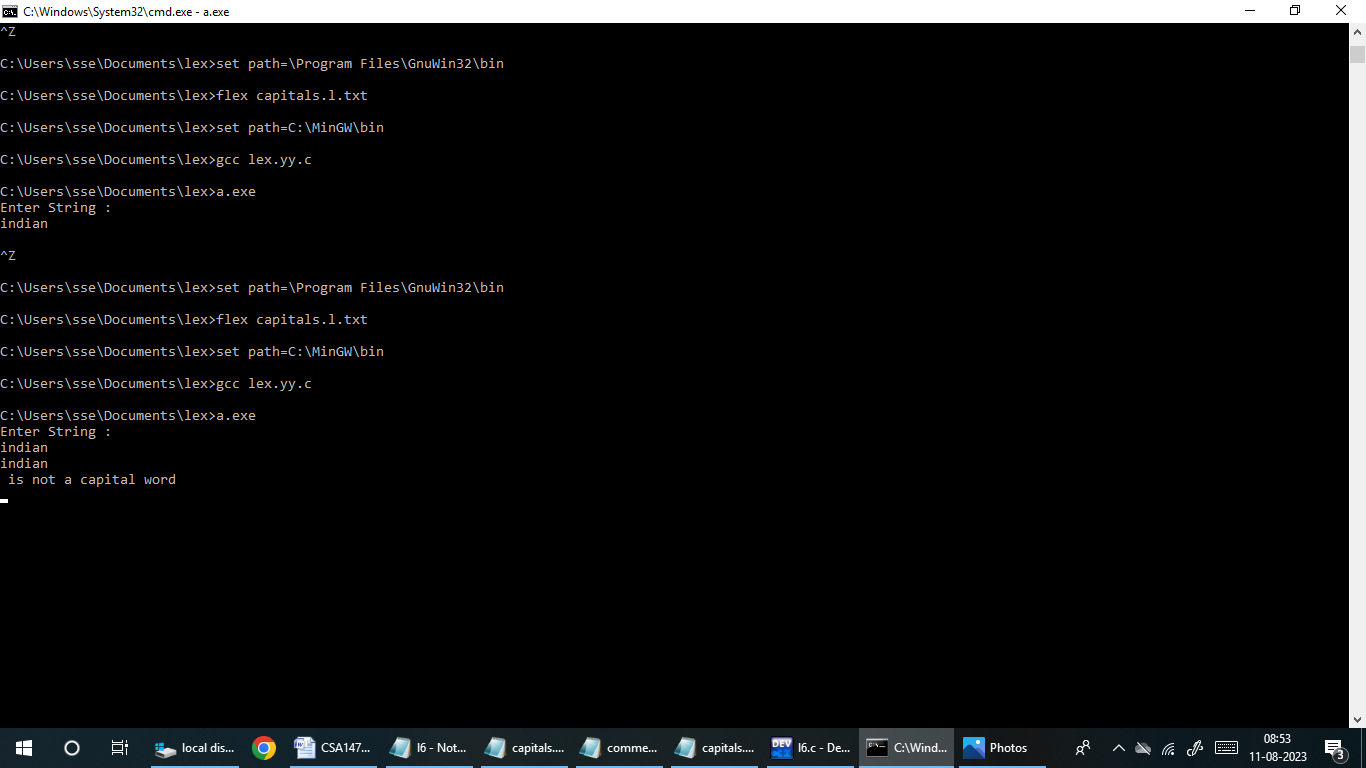 C:\Windows\System32\cmd.exe - a.exe
^Z
C:\Users\sse\Documents\lex>set path=\Program Files\GnuWin32\bin
C:\Users\sse\Documents\lex>flex capitals.l.txt
C:\Users\sse\Documents\lex>set path=C:\MinGW\bin
C:\Users\sse\Documents\lex>gcc lex.yy.c
C:\Users\sse\Documents\lex>a.exe
Enter String :
indian
^Z
C:\Users\sse\Documents\lex>set path=\Program Files\GnuWin32\bin
C:\Users\sse\Documents\lex>flex capitals.l.txt
C:\Users\sse\Documents\lex>set path=C:\MinGW\bin
C:\Users\sse\Documents\lex>gcc lex.yy.c
C:\Users\sse\Documents\lex>a.exe
Enter String :
indian
indian
 is not a capital word
local dis... CSA147... l6 - Not... capitals.... comme... capitals.... DEV l6.c - De... C:\Wind... Photos 08:53
11-08-2023 3